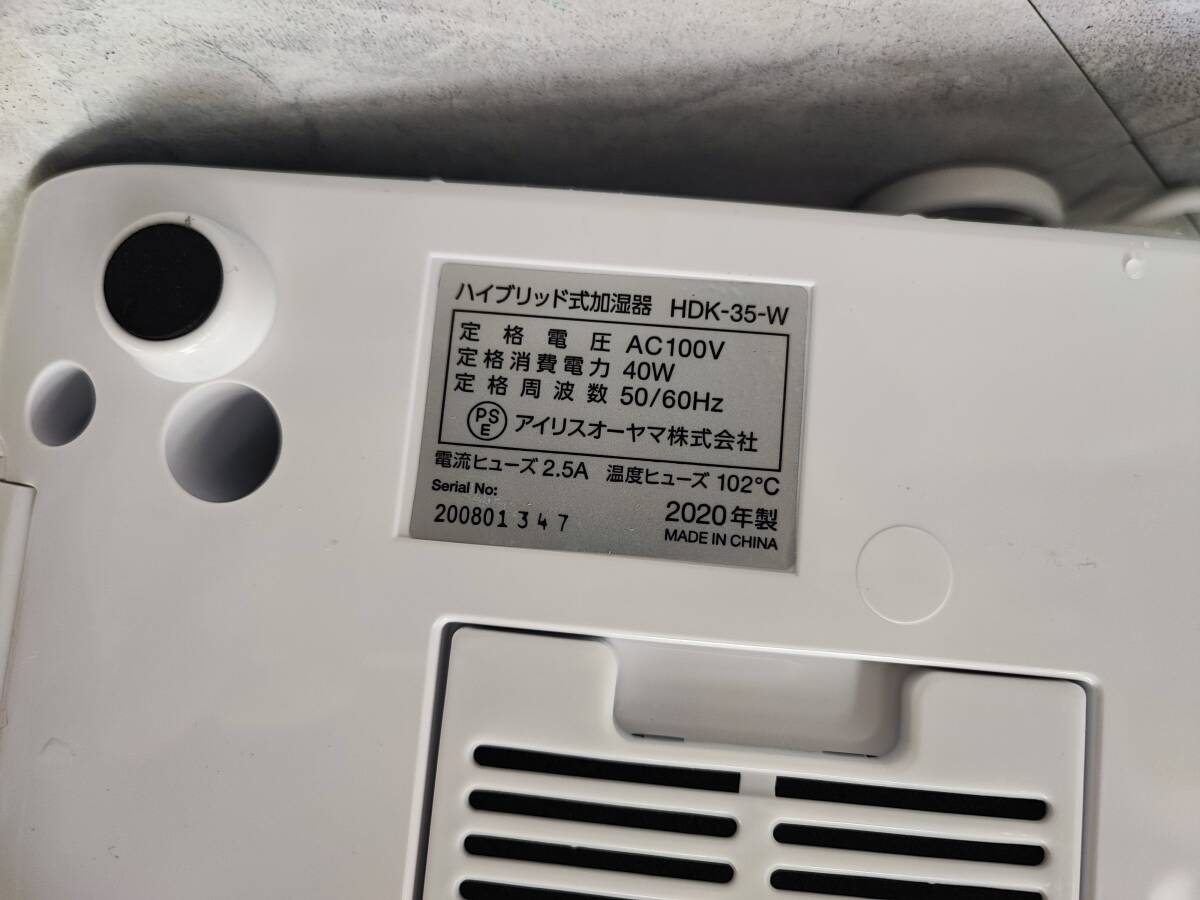 ハイブリッド式加湿器 HDK-35-W
定格電圧 AC100V
定格消費電力 40W
定格周波数 50/60Hz
PSE アイリスオーヤマ株式会社
電流ヒューズ 2.5A 温度ヒューズ 102°C
Serial No:
200801347 2020年製
MADE IN CHINA